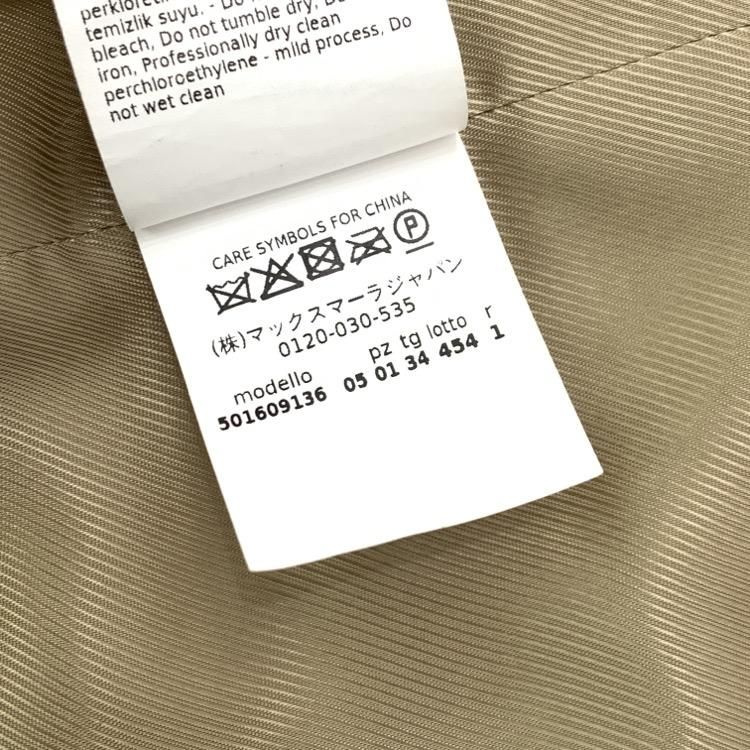 perkloretil
temizlik suyu. - Do
bleach, Do not tumble dry, Do
iron, Professionally dry clean
perchloroethylene - mild process, Do
not wet clean
CARE SYMBOLS FOR CHINA
P
(株)マックスマーラジャパン
0120-030-535
modello pz tg lotto r
501609136 05 01 34 454 1